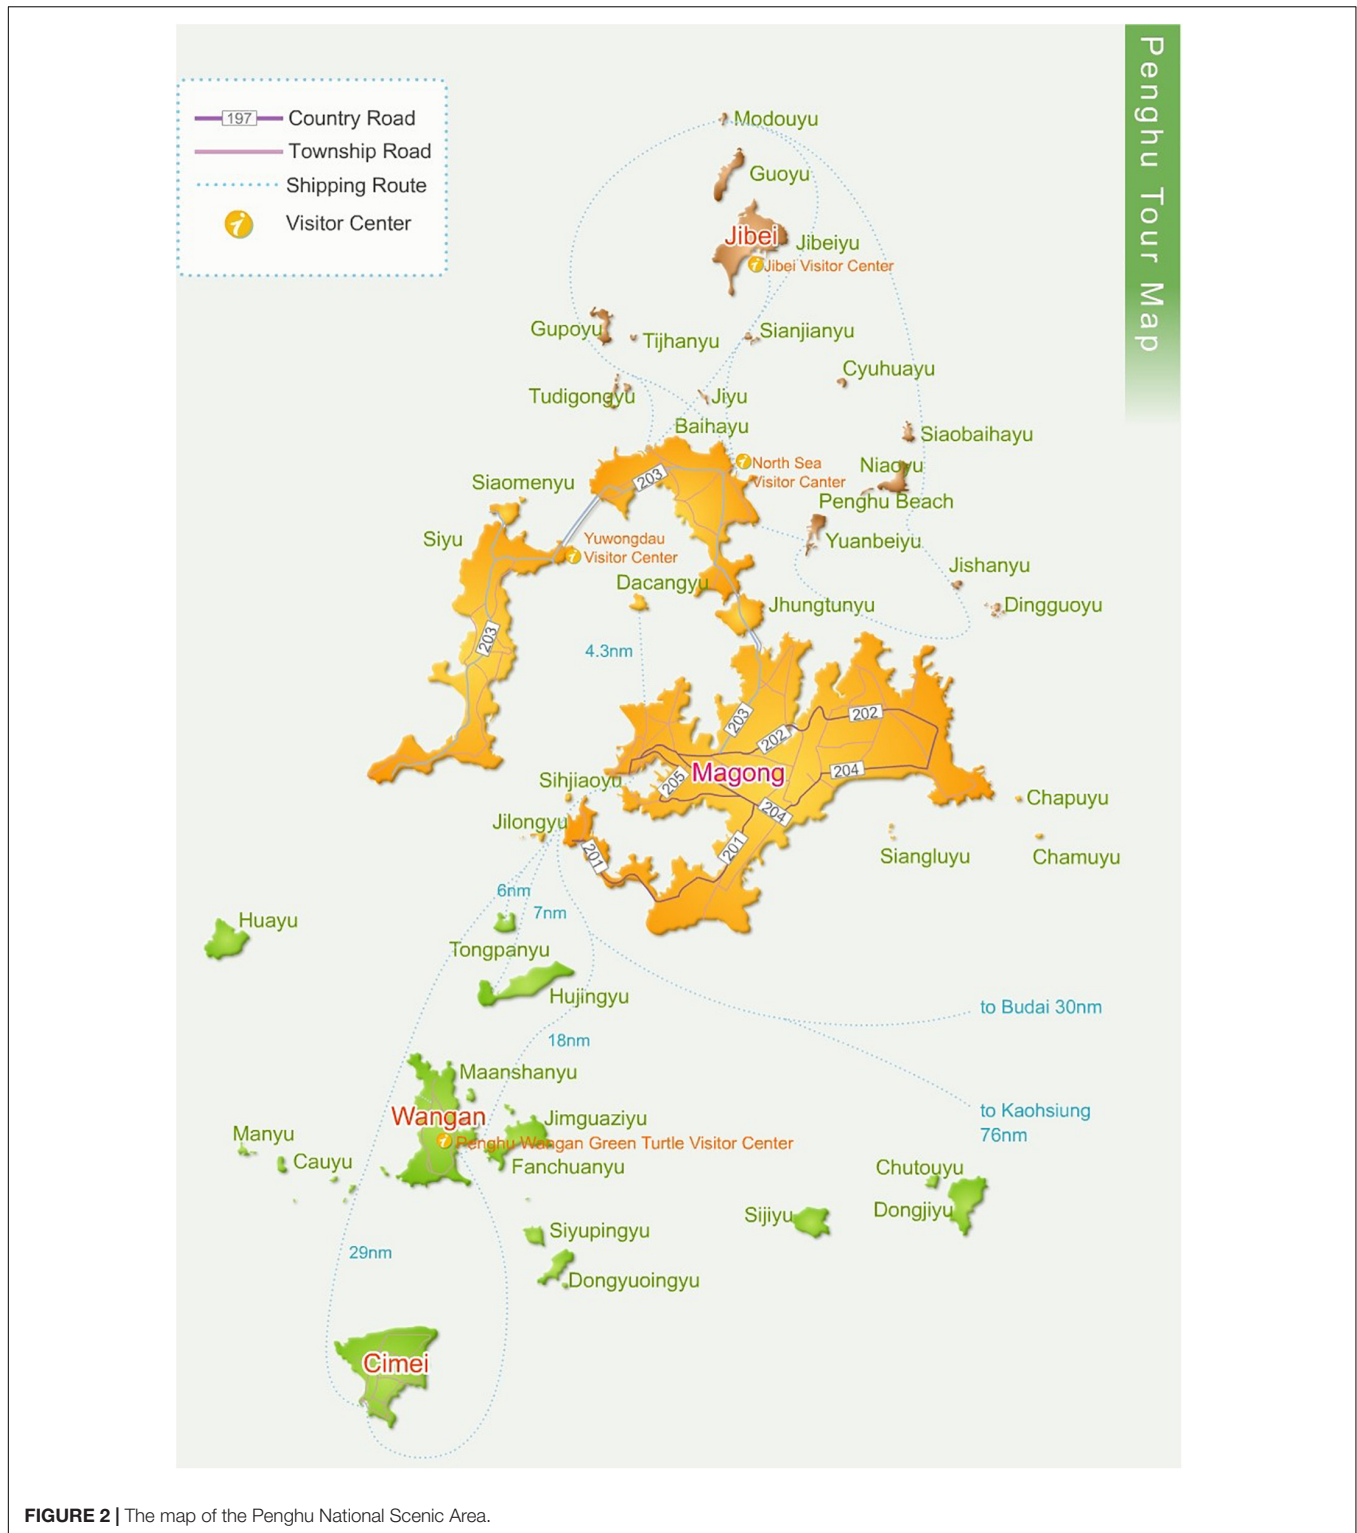 Penghu Tour Map
197 Country Road
Township Road
Shipping Route
Visitor Center
Modouyu
Guoyu
Jibei
Jibeiyu
Jibei Visitor Center
Gupoyu
Tijhanyu
Sianjianyu
Cyuhuayu
Tudigongyu
Jiyu
Baihayu
Siaobaihayu
North Sea
Visitor Canter
Niaoyu
203
Siaomenyu
Penghu Beach
Siyu
Yuwongdau
Visitor Center
Yuanbeiyu
Jishanyu
Dacangyu
Jhungtunyu
Dingguoyu
203
4.3nm
203
202
202
Magong
204
205
Sihjiaoyu
Chapuyu
204
Jilongyu
201
201
Siangluyu
Chamuyu
6nm
7nm
Huayu
Tongpanyu
Hujingyu
to Budai 30nm
18nm
Maanshanyu
Wangan
Jimguaziyu
to Kaohsiung
76nm
Manyu
Penghu Wangan Green Turtle Visitor Center
Cauyu
Fanchuanyu
Chutouyu
Sijiyu
Dongjiyu
Siyupingyu
29nm
Dongyuoingyu
Cimei
FIGURE 2 | The map of the Penghu National Scenic Area.